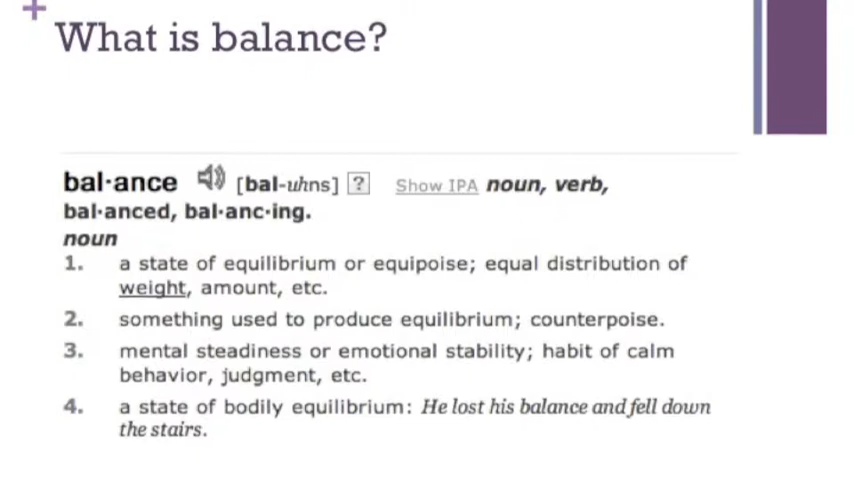 +
What is balance?
bal·ance [bal-uhns] ? Show IPA noun, verb,
bal·anced, bal·anc·ing.
noun
1. a state of equilibrium or equipoise; equal distribution of
weight, amount, etc.
2. something used to produce equilibrium; counterpoise.
3. mental steadiness or emotional stability; habit of calm
behavior, judgment, etc.
4. a state of bodily equilibrium: He lost his balance and fell down
the stairs.